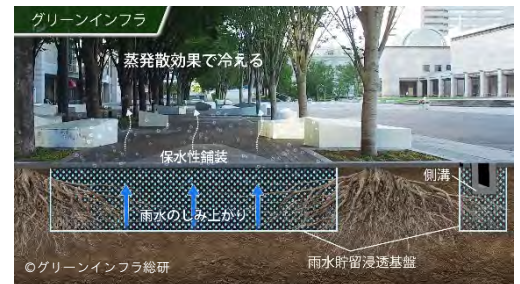 グリーンインフラ
蒸発散効果で冷える
保水性舗装
側溝
雨水のしみ上がり
雨水貯留浸透基盤
©グリーンインフラ総研